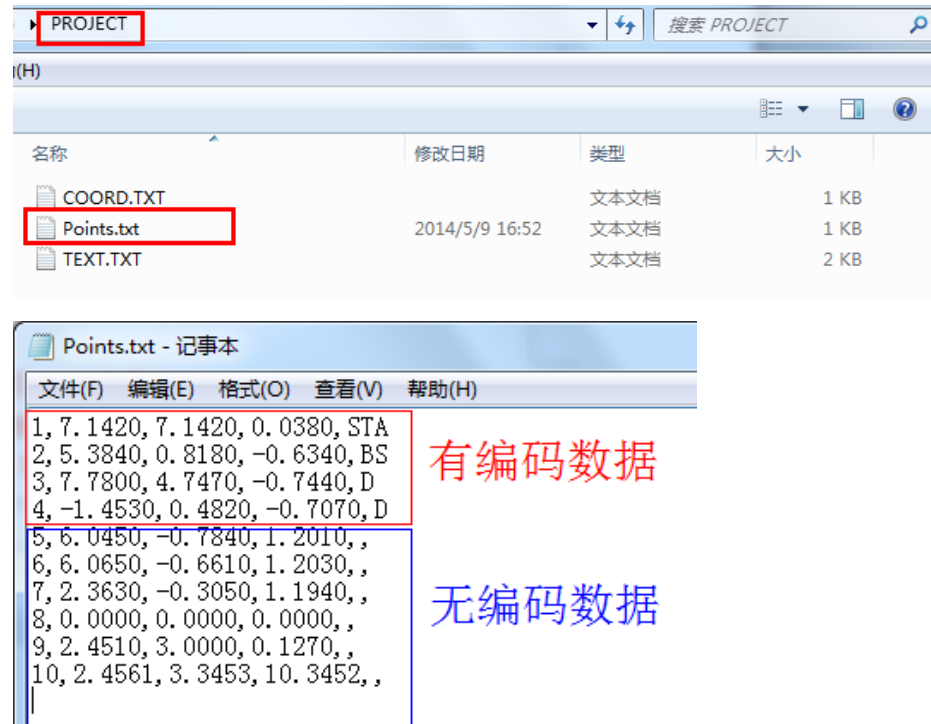 PROJECT
搜索 PROJECT
(H)
名称 修改日期 类型 大小
COORD.TXT 文本文档 1 KB
Points.txt 2014/5/9 16:52 文本文档 1 KB
TEXT.TXT 文本文档 2 KB
Points.txt - 记事本
文件(F) 编辑(E) 格式(O) 查看(V) 帮助(H)
1,7.1420,7.1420,0.0380,STA
2,5.3840,0.8180,-0.6340,BS
3,7.7800,4.7470,-0.7440,D
4,-1.4530,0.4820,-0.7070,D
有编码数据
5,6.0450,-0.7840,1.2010,,
6,6.0650,-0.6610,1.2030,,
7,2.3630,-0.3050,1.1940,,
8,0.0000,0.0000,0.0000,,
9,2.4510,3.0000,0.1270,,
10,2.4561,3.3453,10.3452,,
无编码数据